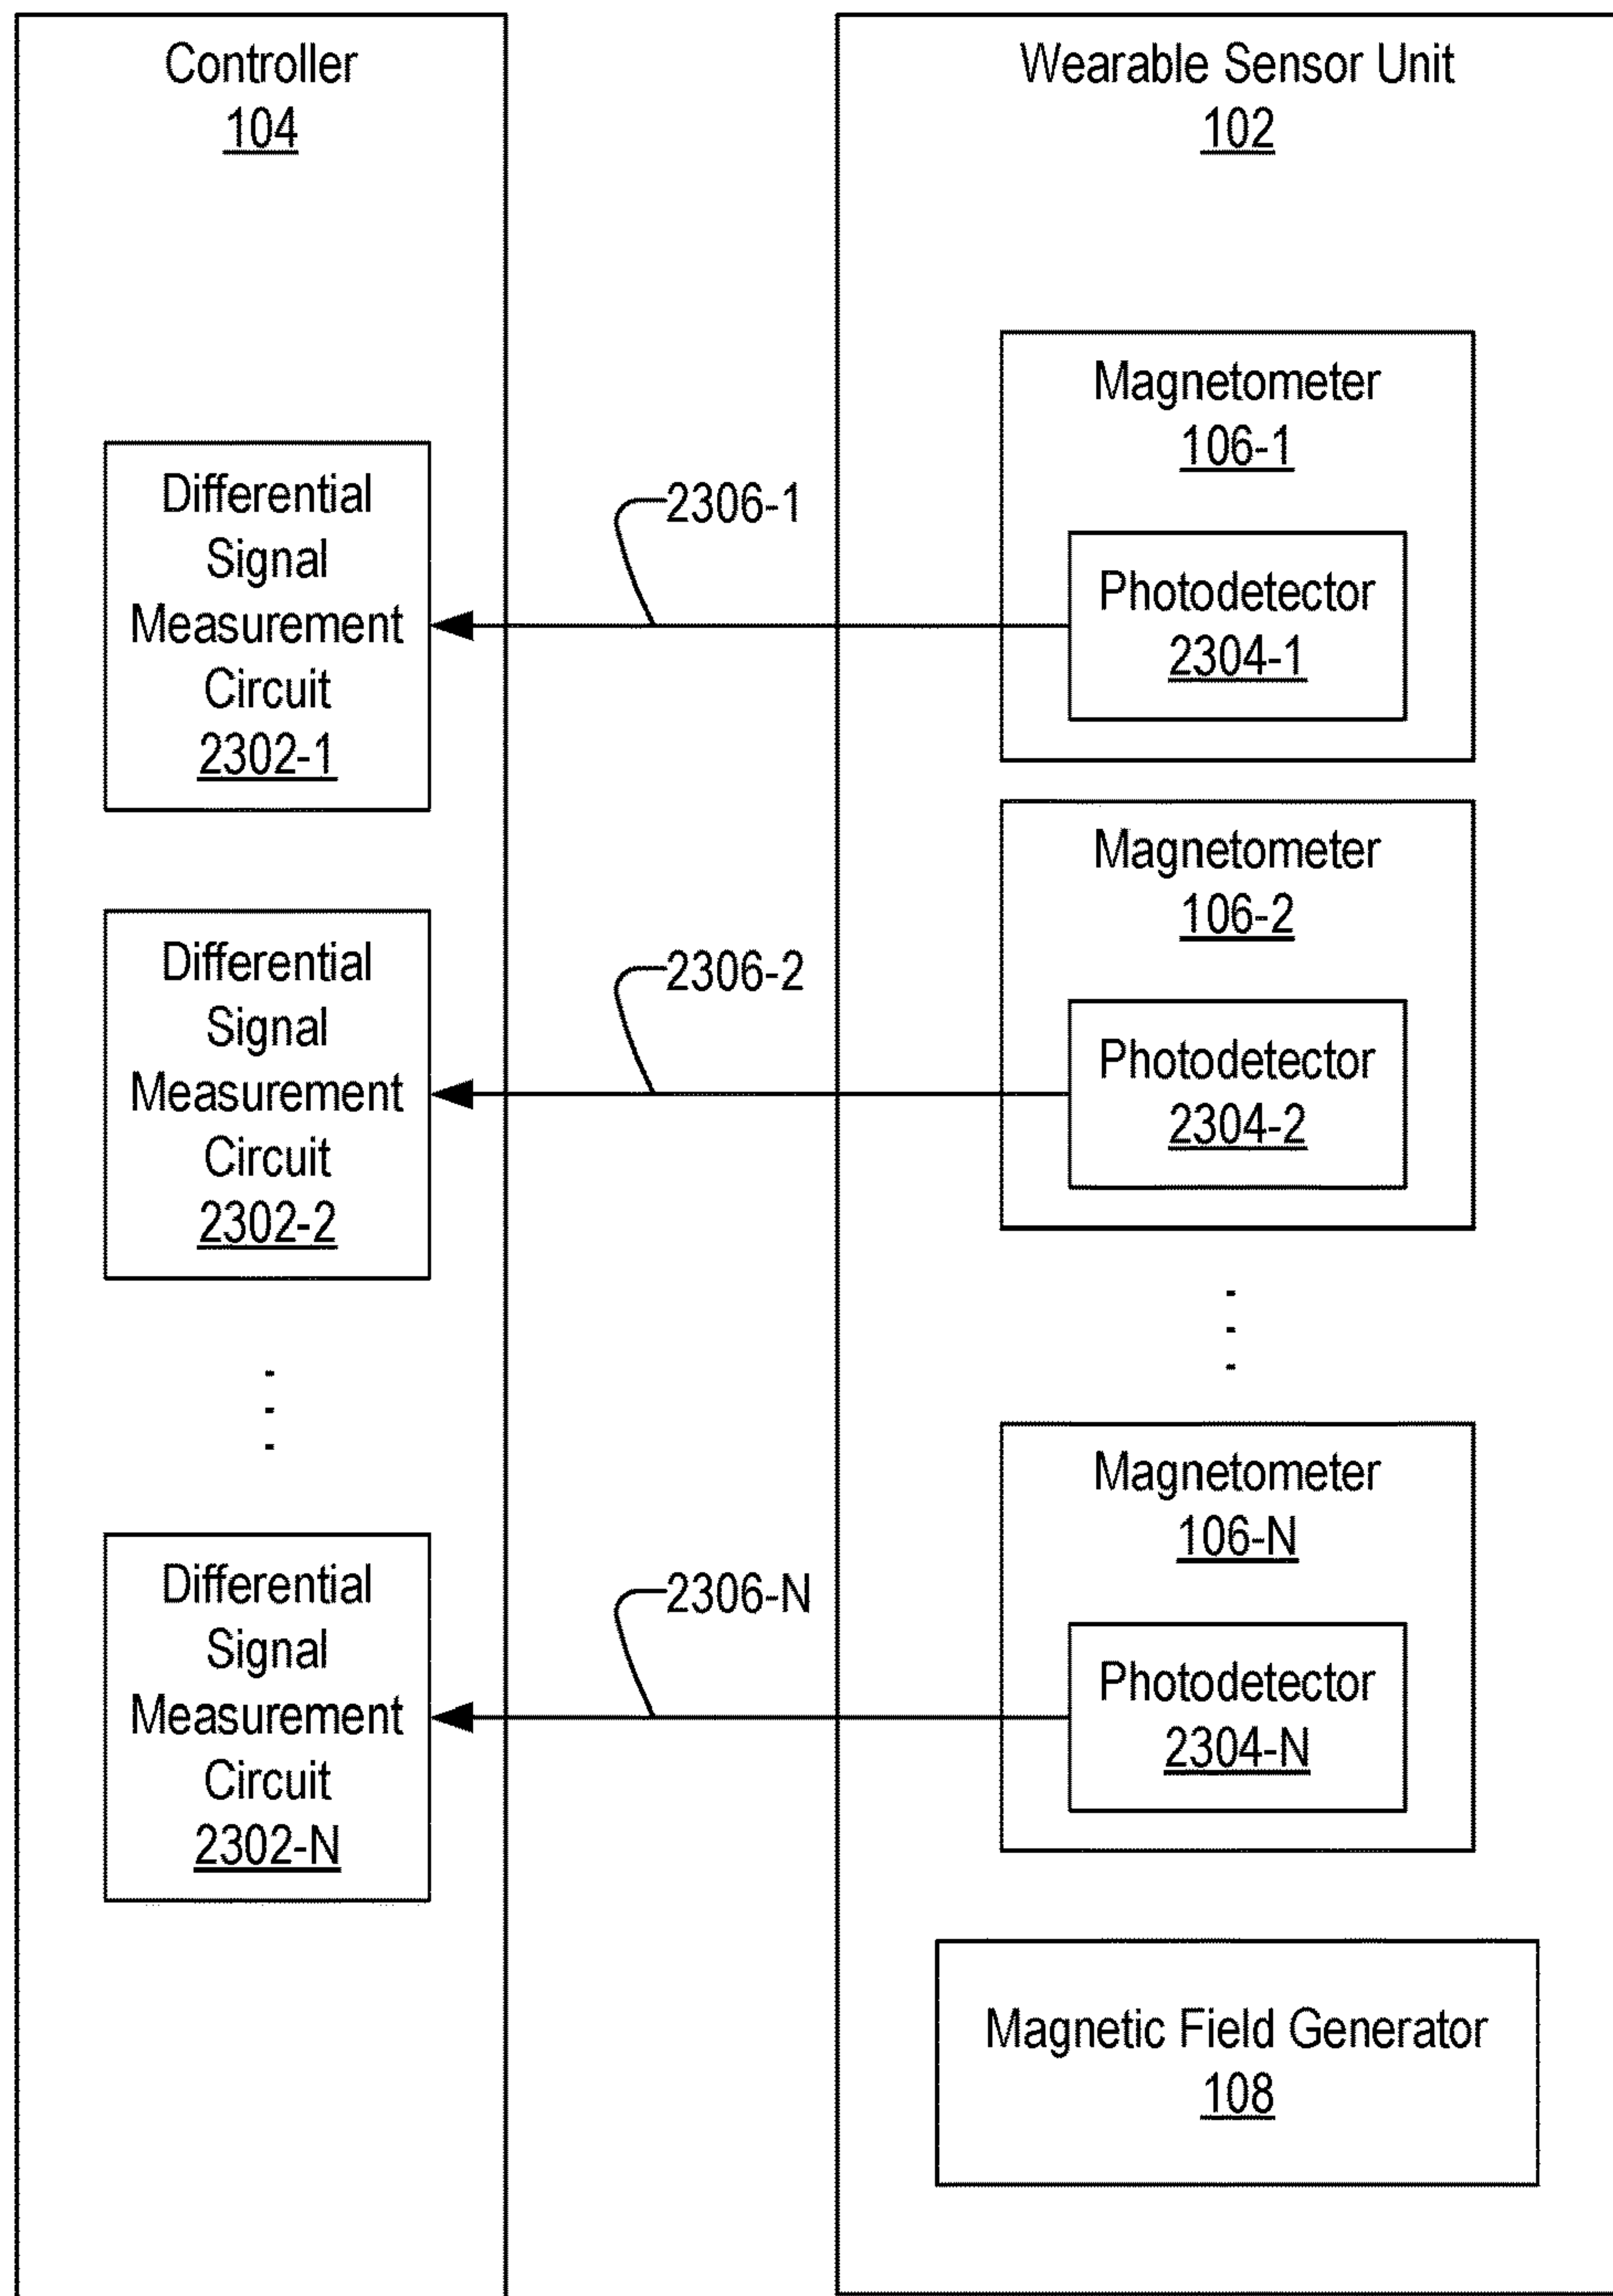 Controller
104
Wearable Sensor Unit
102
Differential
Signal
Measurement
Circuit
2302-1
2306-1
Magnetometer
106-1
Photodetector
2304-1
Differential
Signal
Measurement
Circuit
2302-2
2306-2
Magnetometer
106-2
Photodetector
2304-2
Differential
Signal
Measurement
Circuit
2302-N
2306-N
Magnetometer
106-N
Photodetector
2304-N
Magnetic Field Generator
108